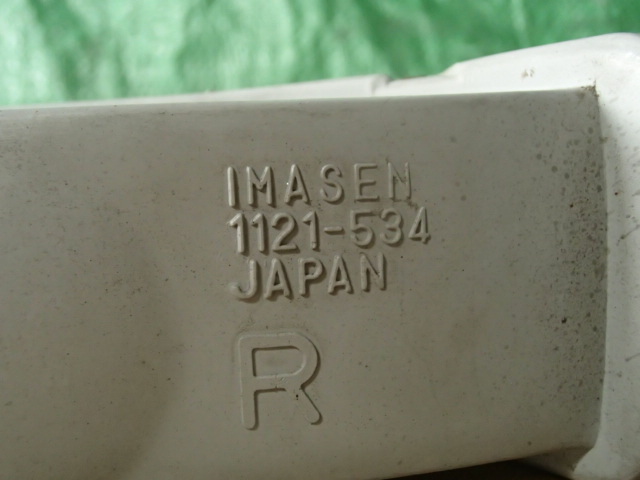 IMASEN
1121-534
JAPAN
R